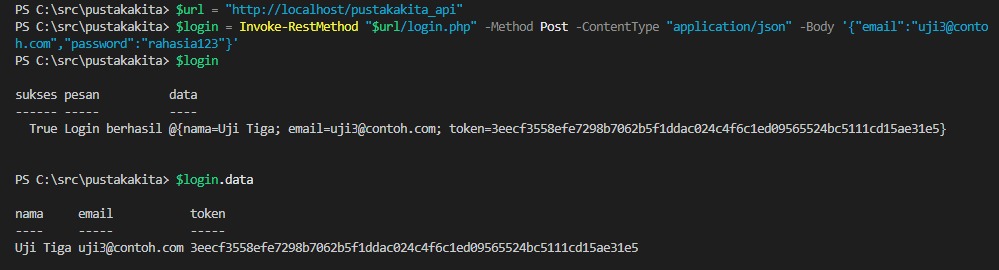 PS C:\src\pustakakita> $url = "http://localhost/pustakakita_api"
PS C:\src\pustakakita> $login = Invoke-RestMethod "$url/login.php" -Method Post -ContentType "application/json" -Body '{"email":"uji3@conto
h.com","password":"rahasia123"}'
PS C:\src\pustakakita> $login
sukses pesan data
------ ----- ----
True Login berhasil @{nama=Uji Tiga; email=uji3@contoh.com; token=3eecf3558efe7298b7062b5f1ddac024c4f6c1ed09565524bc5111cd15ae31e5}
PS C:\src\pustakakita> $login.data
nama email token
---- ----- -----
Uji Tiga uji3@contoh.com 3eecf3558efe7298b7062b5f1ddac024c4f6c1ed09565524bc5111cd15ae31e5